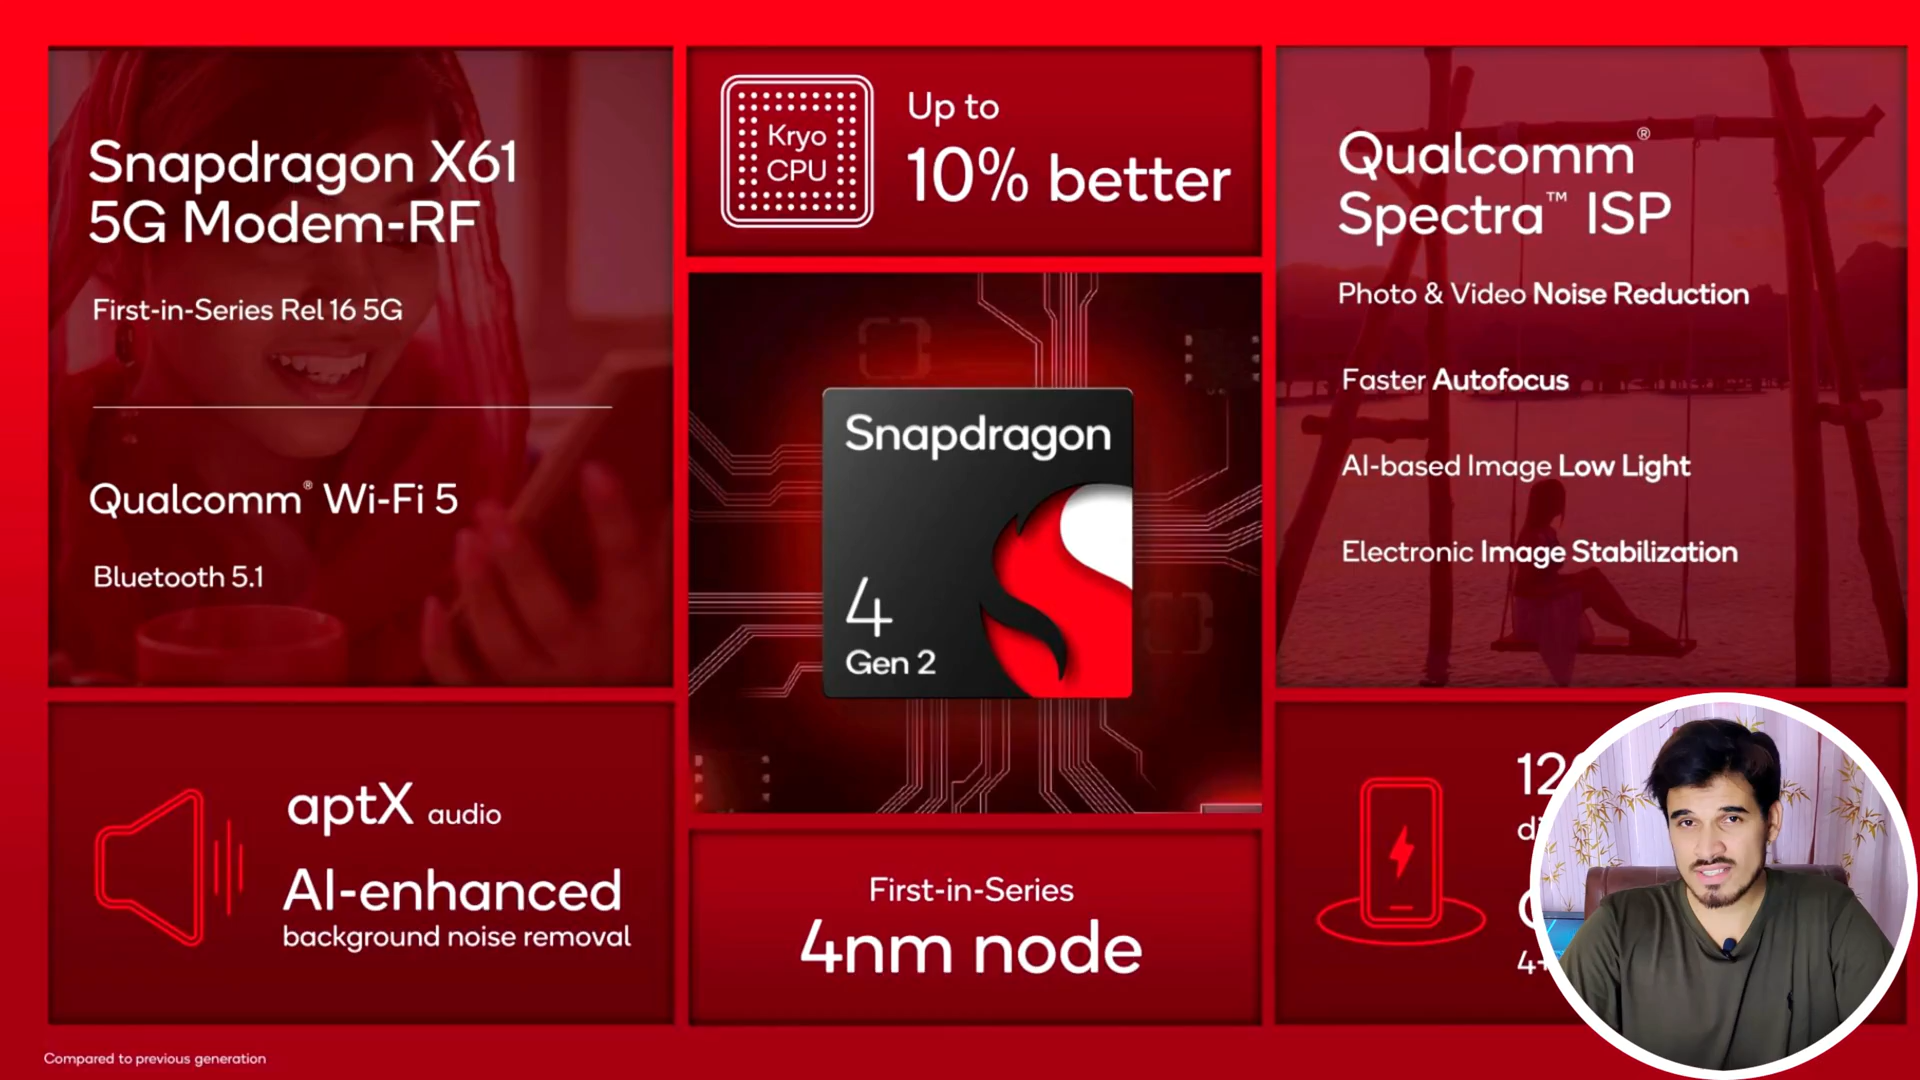 Snapdragon X61
5G Modem-RF
First-in-Series Rel 16 5G
Qualcomm® Wi-Fi 5
Bluetooth 5.1
aptX audio
AI-enhanced
background noise removal
Kryo
CPU
Up to
10% better
Snapdragon
4
Gen 2
First-in-Series
4nm node
Qualcomm®
Spectra™ ISP
Photo & Video Noise Reduction
Faster Autofocus
AI-based Image Low Light
Electronic Image Stabilization
Compared to previous generation